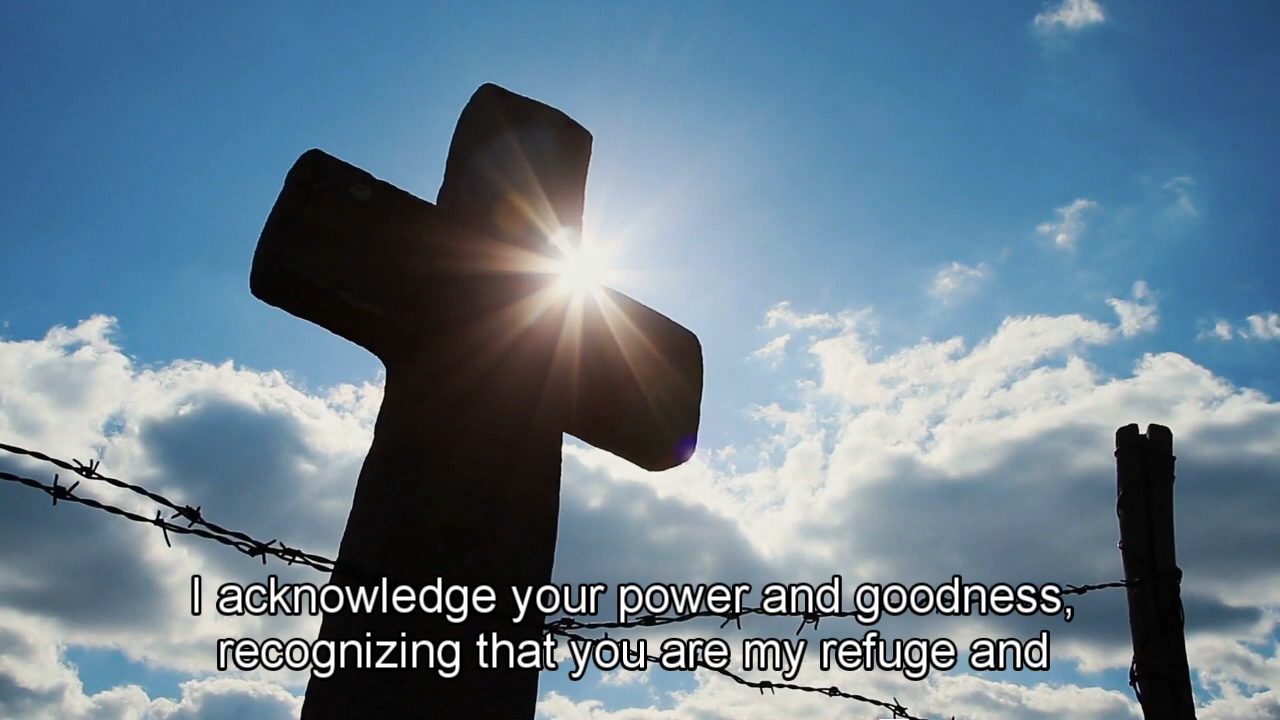 I acknowledge your power and goodness,
recognizing that you are my refuge and